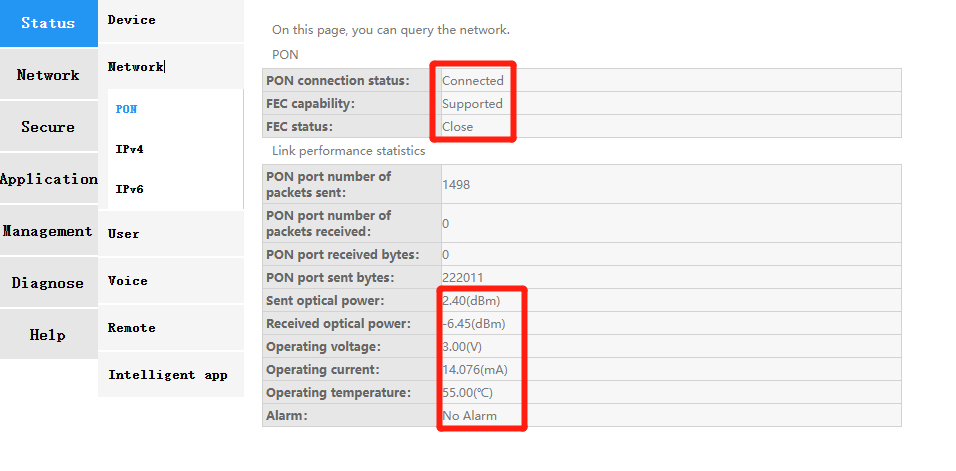 Status
Network
Secure
Application
Management
Diagnose
Help
Device
Network
PON
IPv4
IPv6
User
Voice
Remote
Intelligent app
On this page, you can query the network.
PON
PON connection status: Connected
FEC capability: Supported
FEC status: Close
Link performance statistics
PON port number of
packets sent: 1498
PON port number of
packets received: 0
PON port received bytes: 0
PON port sent bytes: 222011
Sent optical power: 2.40(dBm)
Received optical power: -6.45(dBm)
Operating voltage: 3.00(V)
Operating current: 14.076(mA)
Operating temperature: 55.00(℃)
Alarm: No Alarm